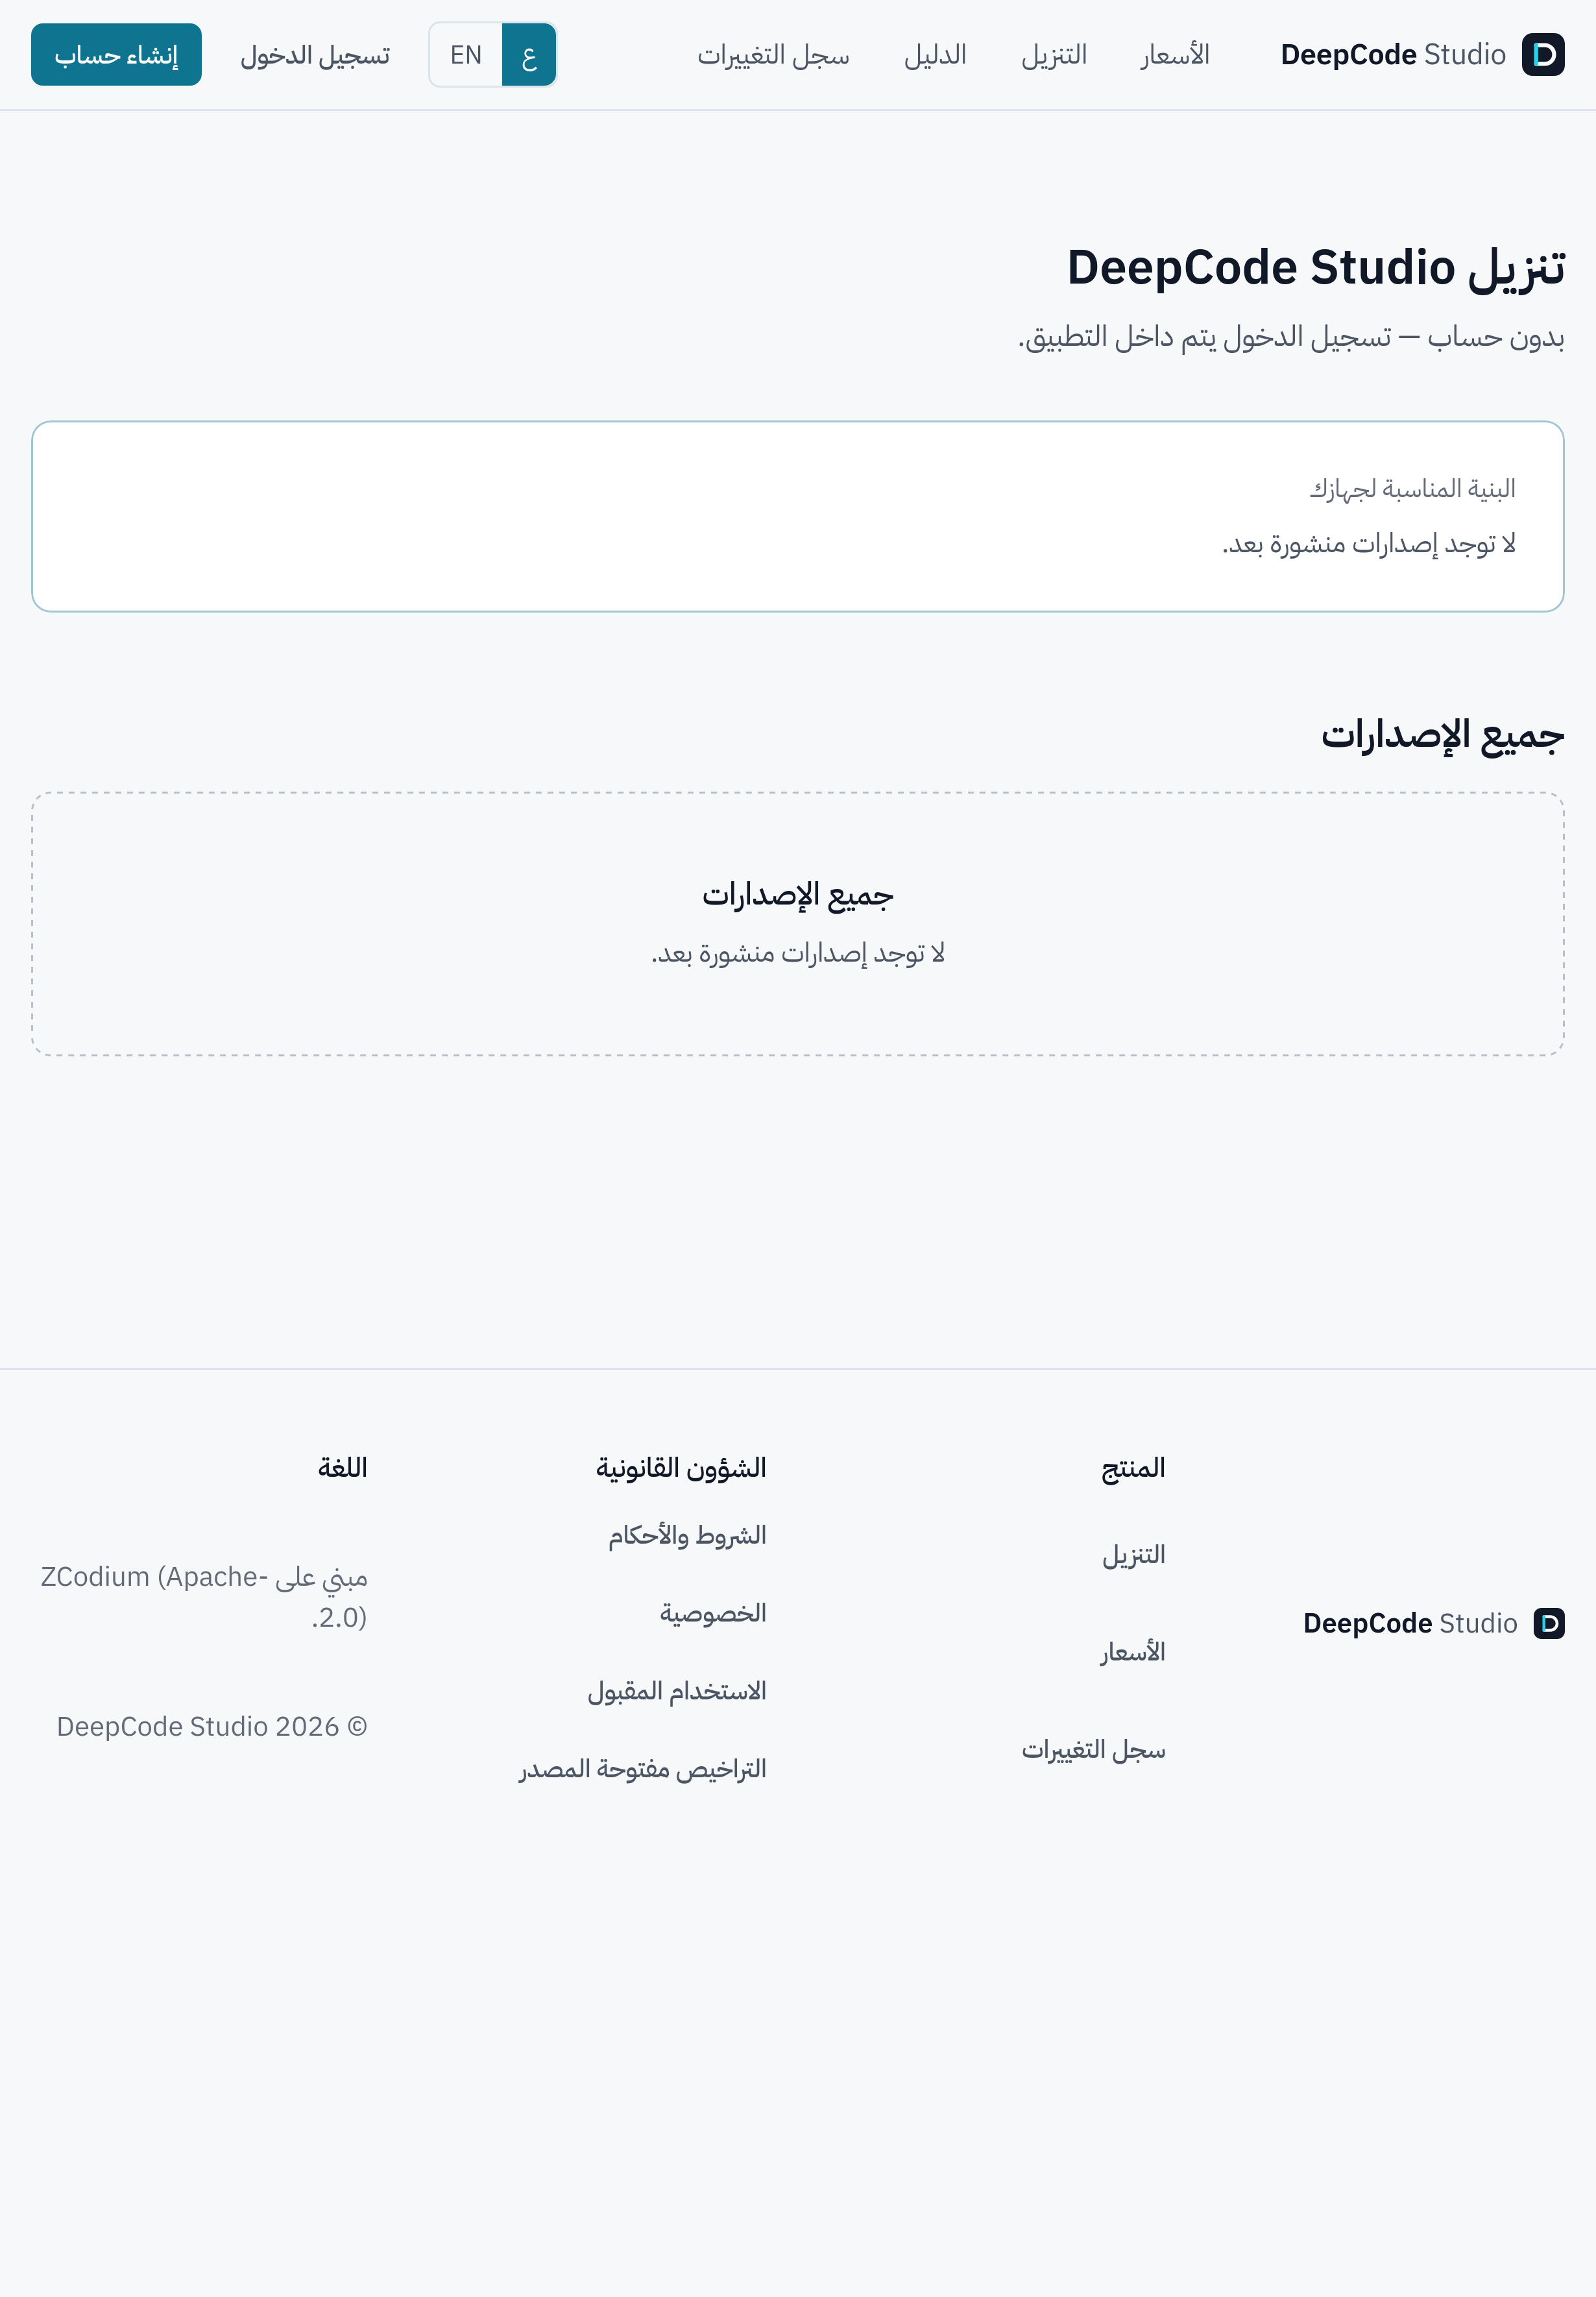 DeepCode Studio
الأسعار
التنزيل
الدليل
سجل التغييرات
ع
EN
تسجيل الدخول
إنشاء حساب
تنزيل DeepCode Studio
بدون حساب — تسجيل الدخول يتم داخل التطبيق.
البنية المناسبة لجهازك
لا توجد إصدارات منشورة بعد.
جميع الإصدارات
جميع الإصدارات
لا توجد إصدارات منشورة بعد.
DeepCode Studio
المنتج
التنزيل
الأسعار
سجل التغييرات
الشؤون القانونية
الشروط والأحكام
الخصوصية
الاستخدام المقبول
التراخيص مفتوحة المصدر
اللغة
مبني على ZCodium (Apache-
2.0).
© 2026 DeepCode Studio